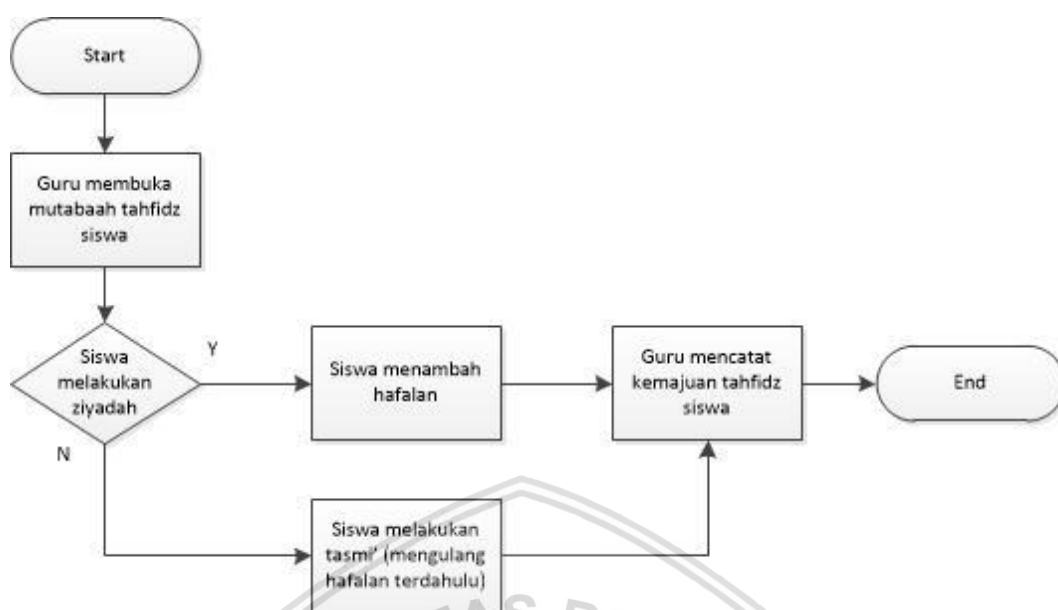 Start
Guru membuka
mutabaah tahfidz
siswa
Siswa
melakukan
ziyadah
Y
N
Siswa menambah
hafalan
Guru mencatat
kemajuan tahfidz
siswa
End
Siswa melakukan
tasmi' (mengulang
hafalan terdahulu)